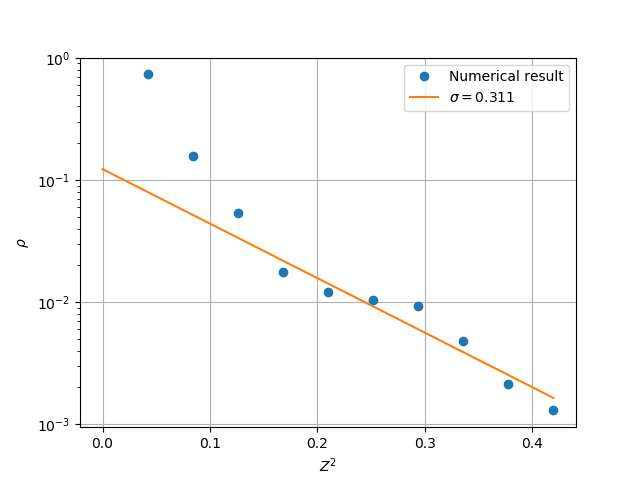 10⁰
10⁻¹
10⁻²
10⁻³
ρ
0.0 0.1 0.2 0.3 0.4
Z²
Numerical result
σ = 0.311